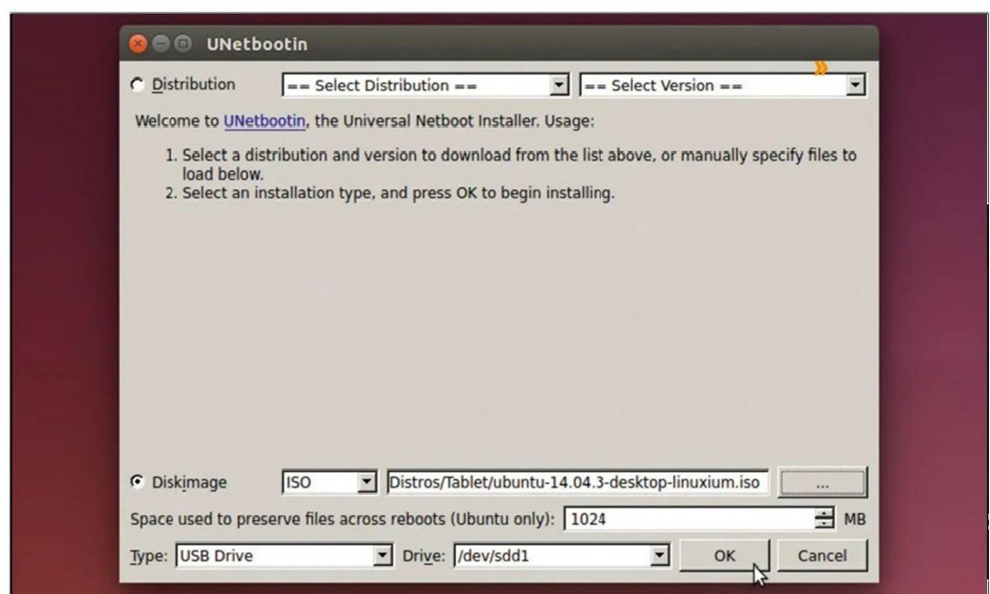 UNetbootin
Distribution == Select Distribution == == Select Version ==
Welcome to UNetbootin, the Universal Netboot Installer. Usage:
1. Select a distribution and version to download from the list above, or manually specify files to
load below.
2. Select an installation type, and press OK to begin installing.
Diskimage ISO Distros/Tablet/ubuntu-14.04.3-desktop-linuxium.iso ...
Space used to preserve files across reboots (Ubuntu only): 1024 MB
Type: USB Drive Drive: /dev/sdd1 OK Cancel